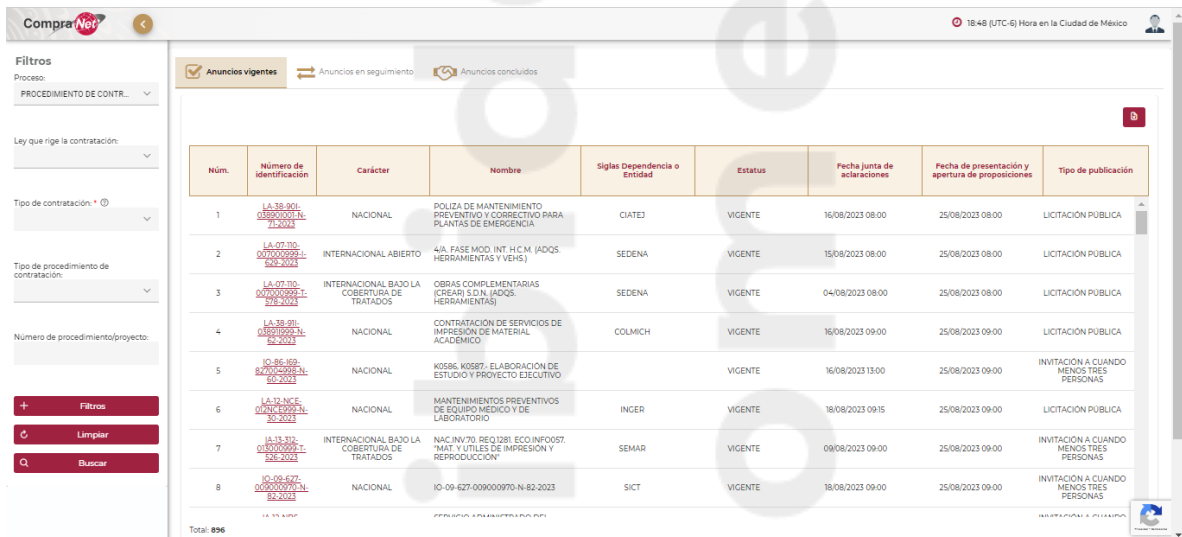 CompraNet
18:48 (UTC-6) Hora en la Ciudad de México
Filtros
Proceso:
PROCEDIMIENTO DE CONTR...
Ley que rige la contratación:
Tipo de contratación: *
Tipo de procedimiento de
contratación:
Número de procedimiento/proyecto:
+ Filtros
Limpiar
Buscar
Anuncios vigentes
Anuncios en seguimiento
Anuncios concluidos
Núm.
Número de
identificación
Carácter
Nombre
Siglas Dependencia o
Entidad
Estatus
Fecha junta de
aclaraciones
Fecha de presentación y
apertura de proposiciones
Tipo de publicación
1
LA-38-90I-
03890I001-N-
71-2023
NACIONAL
POLIZA DE MANTENIMIENTO
PREVENTIVO Y CORRECTIVO PARA
PLANTAS DE EMERGENCIA
CIATEJ
VIGENTE
16/08/2023 08:00
25/08/2023 08:00
LICITACIÓN PÚBLICA
2
LA-07-110-
007000999-I-
629-2023
INTERNACIONAL ABIERTO
4/A. FASE MOD. INT. H.C.M. (ADQS.
HERRAMIENTAS Y VEHS.)
SEDENA
VIGENTE
15/08/2023 08:00
25/08/2023 08:00
LICITACIÓN PÚBLICA
3
LA-07-110-
007000999-T-
578-2023
INTERNACIONAL BAJO LA
COBERTURA DE
TRATADOS
OBRAS COMPLEMENTARIAS
(CREAR) S.D.N. (ADQS.
HERRAMIENTAS)
SEDENA
VIGENTE
04/08/2023 08:00
25/08/2023 08:00
LICITACIÓN PÚBLICA
4
LA-38-91I-
03891I999-N-
62-2023
NACIONAL
CONTRATACIÓN DE SERVICIOS DE
IMPRESIÓN DE MATERIAL
ACADÉMICO
COLMICH
VIGENTE
16/08/2023 09:00
25/08/2023 09:00
LICITACIÓN PÚBLICA
5
IO-86-I69-
827004998-N-
60-2023
NACIONAL
K0586, K0587.- ELABORACIÓN DE
ESTUDIO Y PROYECTO EJECUTIVO
VIGENTE
16/08/2023 13:00
25/08/2023 09:00
INVITACIÓN A CUANDO
MENOS TRES
PERSONAS
6
LA-12-NCE-
012NCE999-N-
30-2023
NACIONAL
MANTENIMIENTOS PREVENTIVOS
DE EQUIPO MÉDICO Y DE
LABORATORIO
INGER
VIGENTE
18/08/2023 09:15
25/08/2023 09:00
LICITACIÓN PÚBLICA
7
IA-13-312-
013000999-T-
526-2023
INTERNACIONAL BAJO LA
COBERTURA DE
TRATADOS
NAC.INV.70. REQ.1281. ECO.INFO057.
"MAT. Y UTILES DE IMPRESIÓN Y
REPRODUCCIÓN"
SEMAR
VIGENTE
09/08/2023 09:00
25/08/2023 09:00
INVITACIÓN A CUANDO
MENOS TRES
PERSONAS
8
IO-09-627-
009000970-N-
82-2023
NACIONAL
IO-09-627-009000970-N-82-2023
SICT
VIGENTE
18/08/2023 09:00
25/08/2023 09:00
INVITACIÓN A CUANDO
MENOS TRES
PERSONAS
SERVICIO ADMINISTRADO DEL
INVITACIÓN A CUANDO
Total: 896